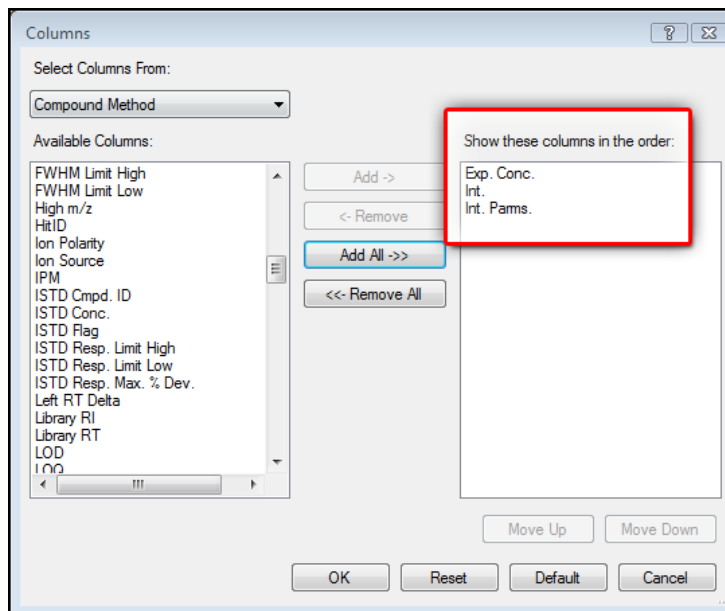 Columns
Select Columns From:
Compound Method
Available Columns:
Show these columns in the order:
FWHM Limit High
FWHM Limit Low
High m/z
HitID
Ion Polarity
Ion Source
IPM
ISTD Cmpd. ID
ISTD Conc.
ISTD Flag
ISTD Resp. Limit High
ISTD Resp. Limit Low
ISTD Resp. Max. % Dev.
Left RT Delta
Library RI
Library RT
LOD
LOQ
Add ->
<- Remove
Add All ->>
<<- Remove All
Exp. Conc.
Int.
Int. Parms.
Move Up
Move Down
OK
Reset
Default
Cancel